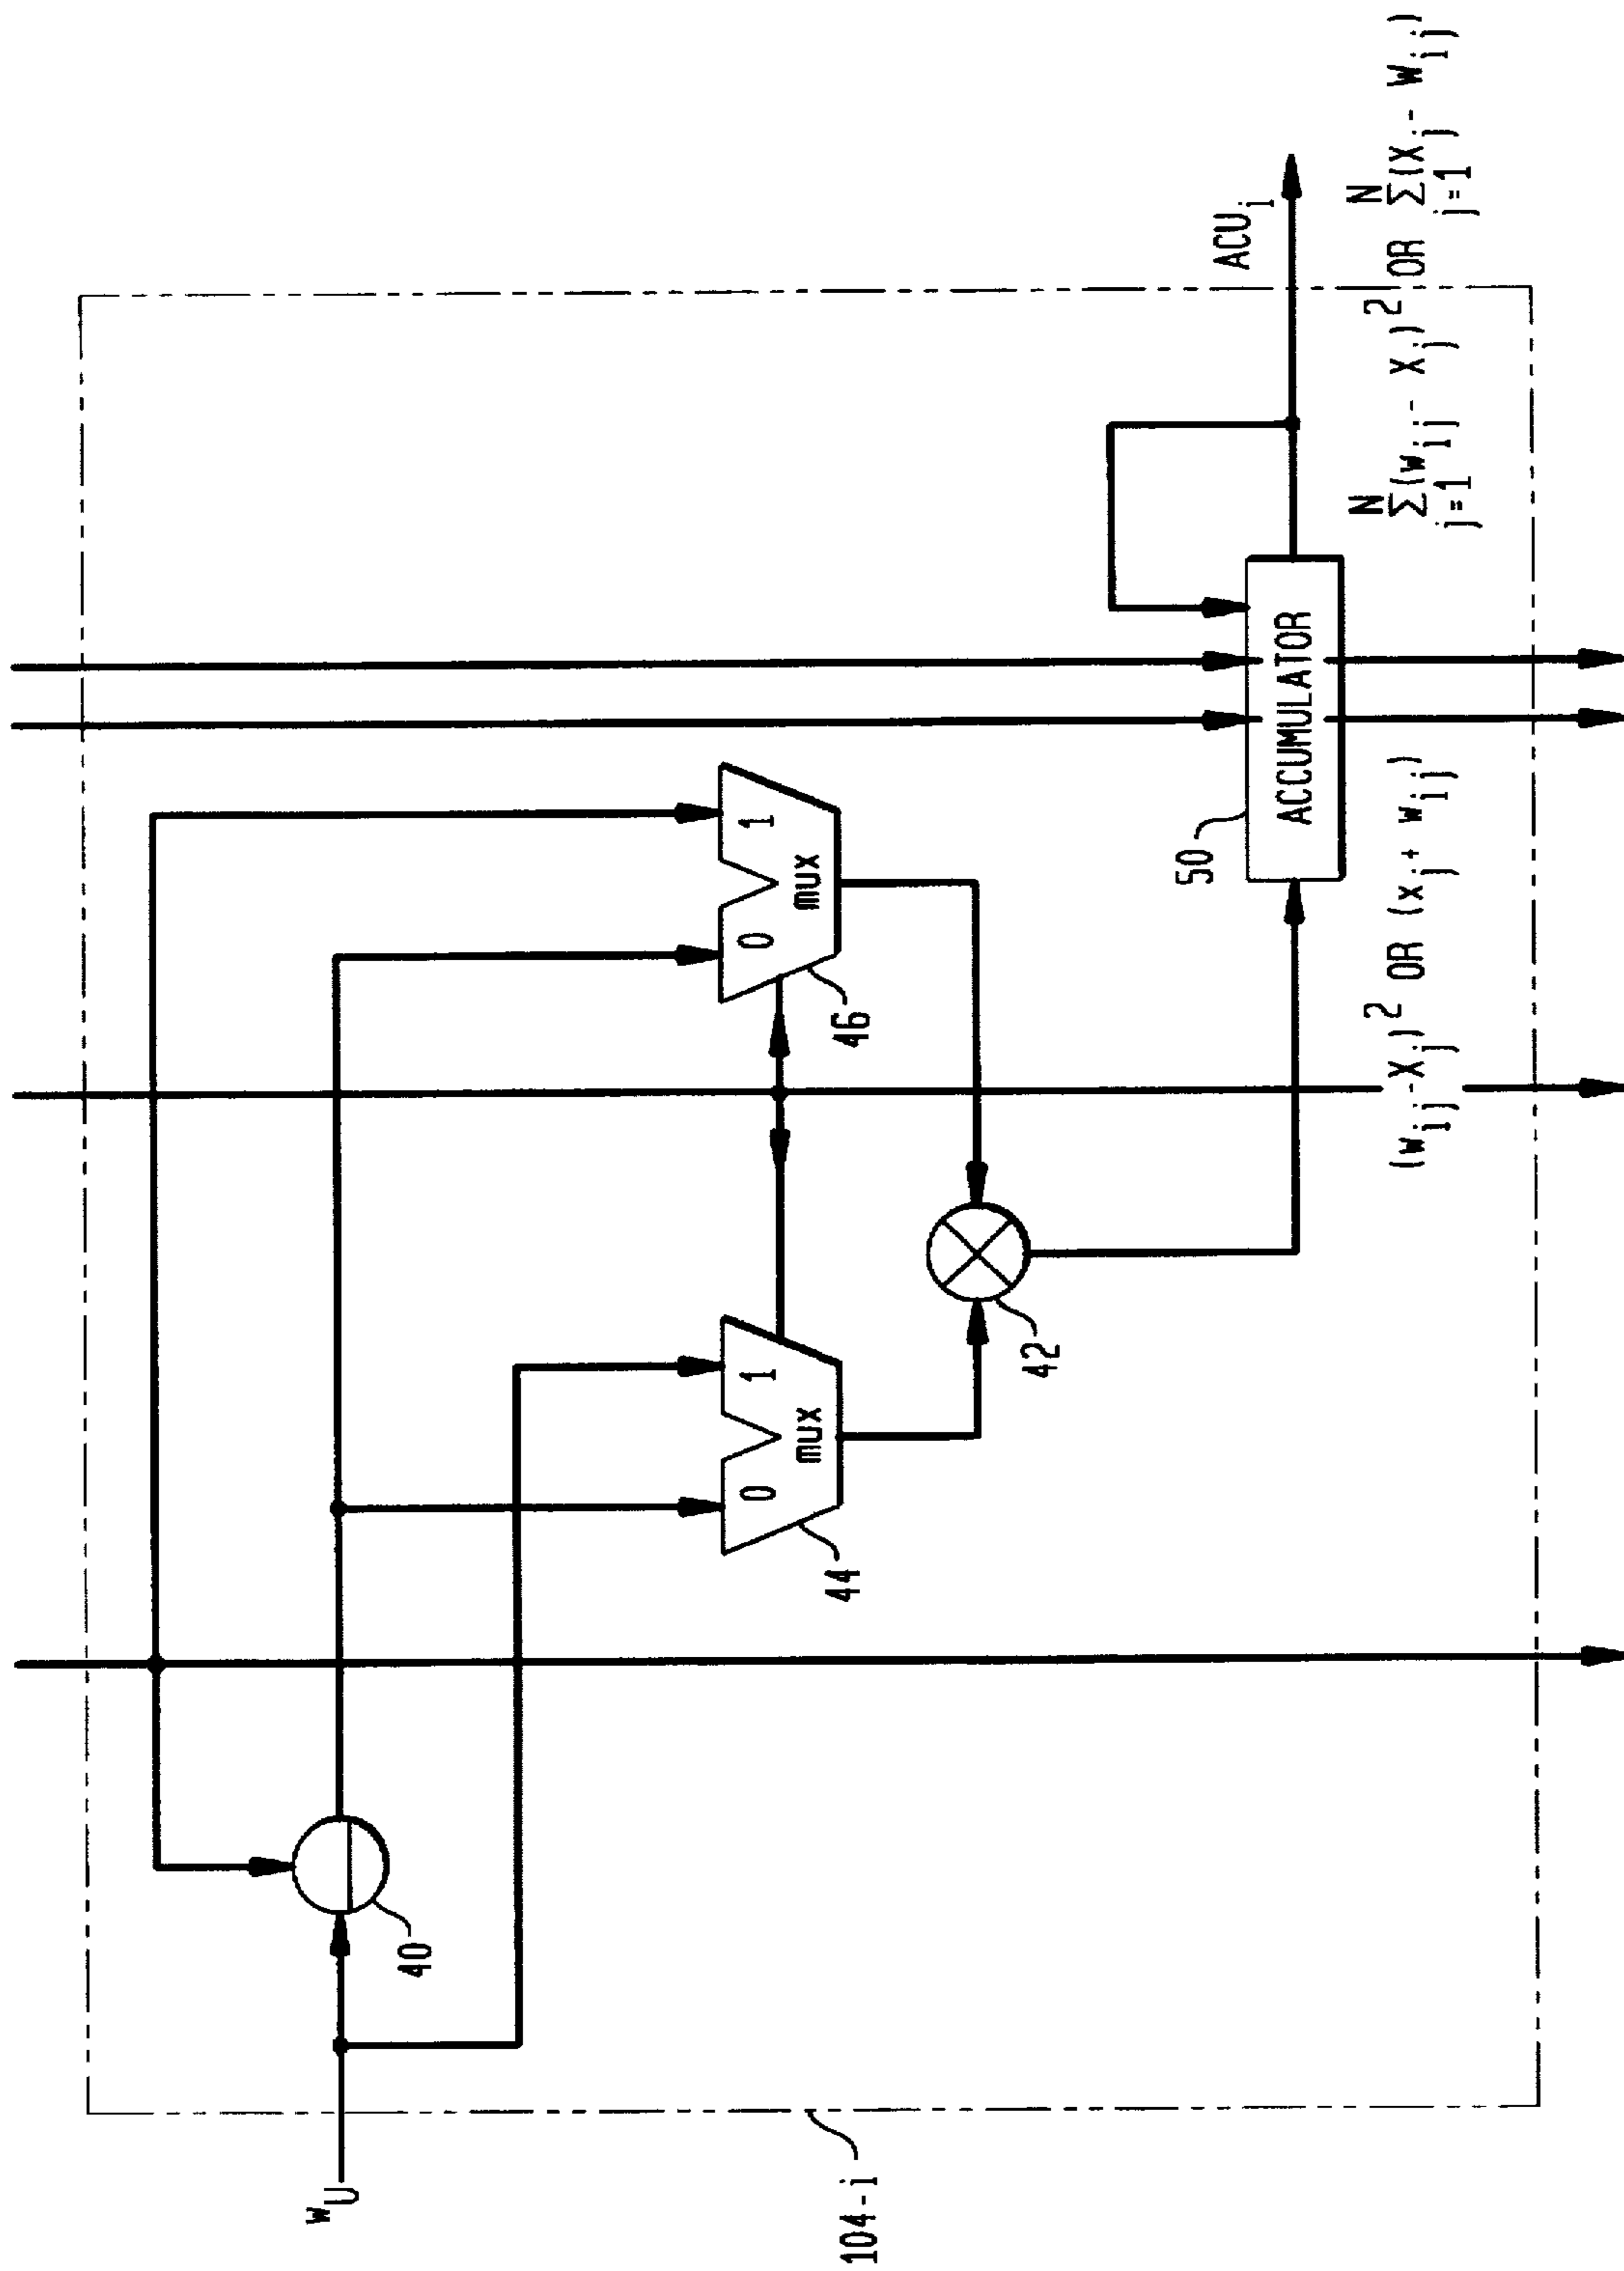 w_U
104-i
40
44
0
1
mux
46
0
1
mux
42
50
ACCUMULATOR
ACU_i
(w_ij - X_j)² OR (x_j + w_ij)
N N
Σ(w_ij - X_j)² OR Σ(X_j - W_ij)
j=1 j=1